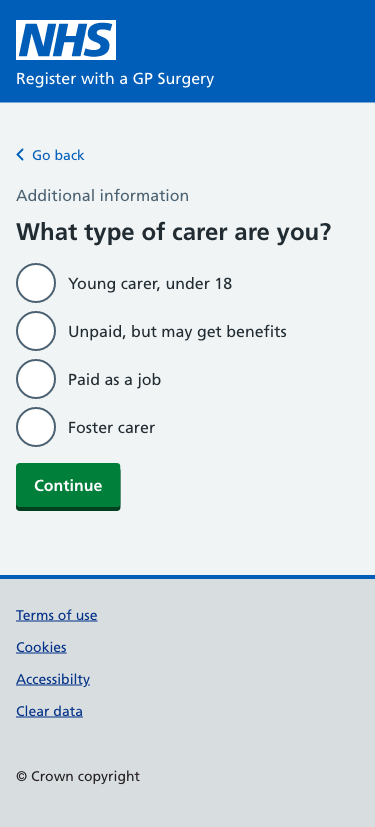 NHS
Register with a GP Surgery
Go back
Additional information
What type of carer are you?
Young carer, under 18
Unpaid, but may get benefits
Paid as a job
Foster carer
Continue
Terms of use
Cookies
Accessibilty
Clear data
© Crown copyright